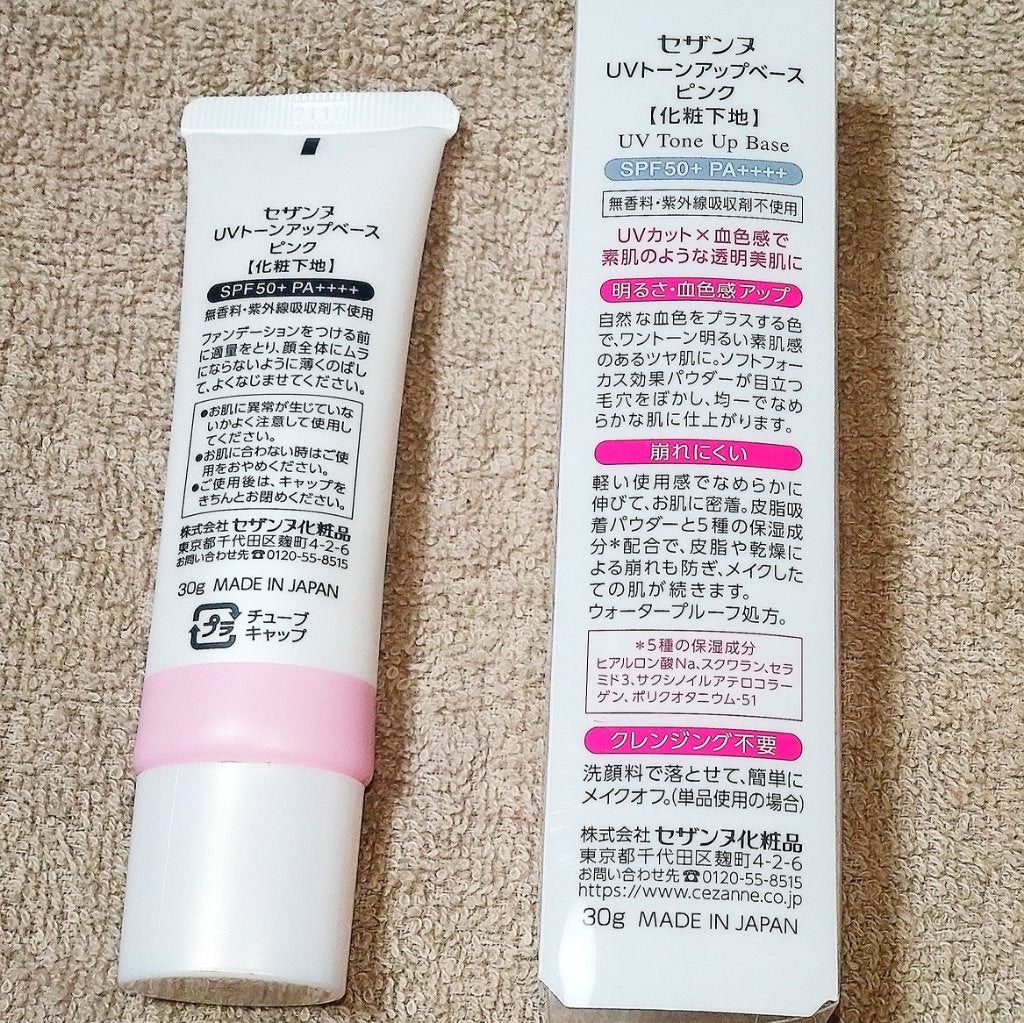 2110
セザンヌ
UVトーンアップベース
ピンク
【化粧下地】
SPF50+ PA++++
無香料・紫外線吸収剤不使用
ファンデーションをつける前
に適量をとり、顔全体にムラ
にならないように薄くのばし
て、よくなじませてください。
●お肌に異常が生じていな
いかよく注意して使用し
てください。
●お肌に合わない時はご使
用をおやめください。
●ご使用後は、キャップを
きちんとお閉めください。
株式会社 セザンヌ化粧品
東京都千代田区麹町4-2-6
お問い合わせ先☎0120-55-8515
30g MADE IN JAPAN
プラ
チューブ
キャップ
セザンヌ
UVトーンアップベース
ピンク
【化粧下地】
UV Tone Up Base
SPF50+ PA++++
無香料・紫外線吸収剤不使用
UVカット×血色感で
素肌のような透明美肌に
明るさ・血色感アップ
自然な血色をプラスする色
で、ワントーン明るい素肌感
のあるツヤ肌に。ソフトフォー
カス効果パウダーが目立つ
毛穴をぼかし、均一でなめ
らかな肌に仕上がります。
崩れにくい
軽い使用感でなめらかに
伸びて、お肌に密着。皮脂吸
着パウダーと5種の保湿成
分*配合で、皮脂や乾燥に
よる崩れも防ぎ、メイクした
ての肌が続きます。
ウォータープルーフ処方。
*5種の保湿成分
ヒアルロン酸Na、スクワラン、セラ
ミド3、サクシノイルアテロコラー
ゲン、ポリクオタニウム-51
クレンジング不要
洗顔料で落とせて、簡単に
メイクオフ。(単品使用の場合)
株式会社 セザンヌ化粧品
東京都千代田区麹町4-2-6
お問い合わせ先☎0120-55-8515
https://www.cezanne.co.jp
30g MADE IN JAPAN